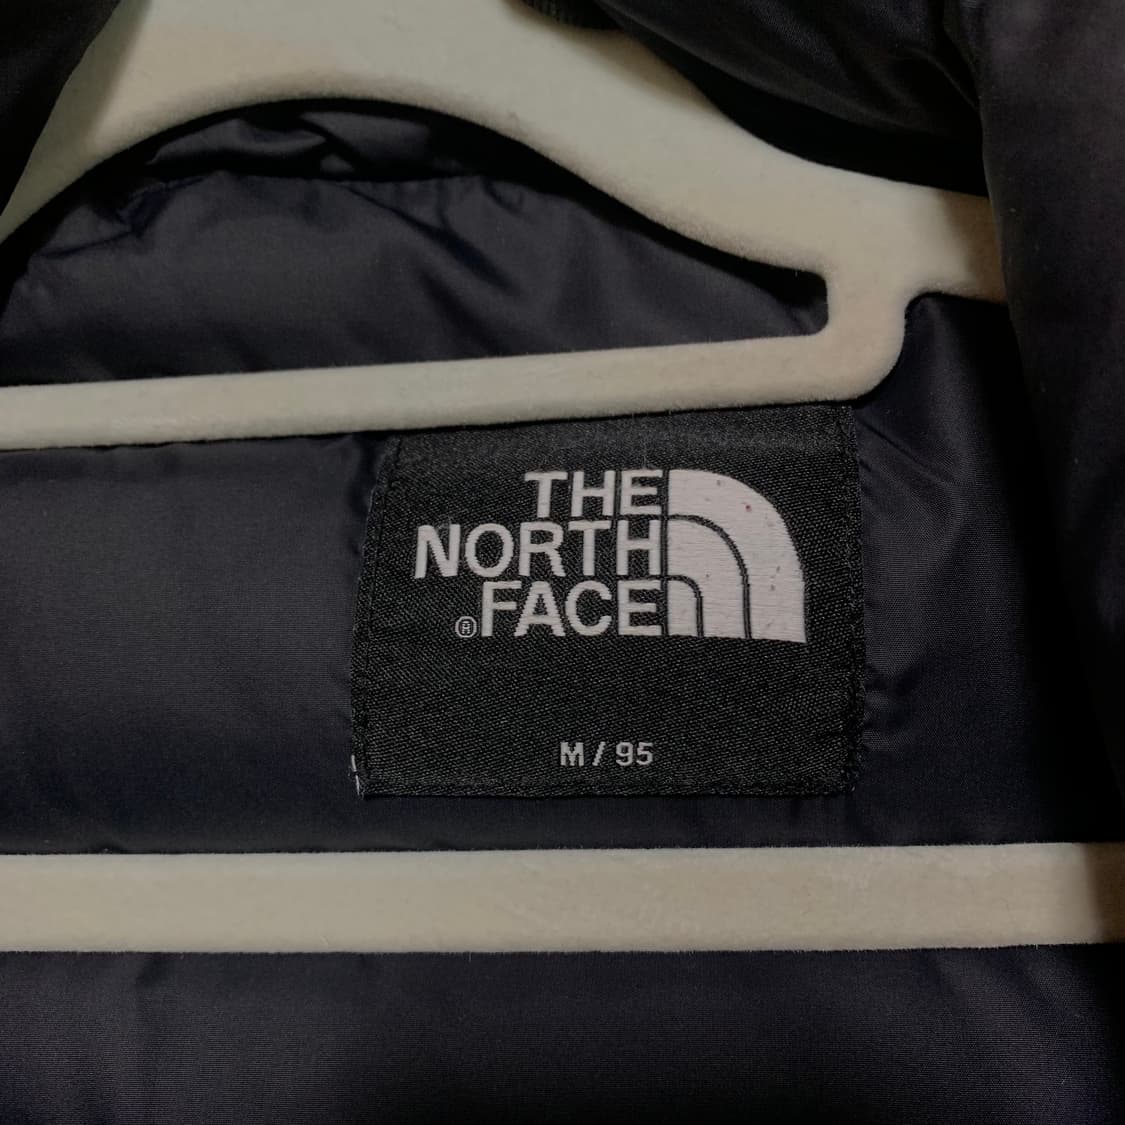 THE
NORTH
®FACE
M / 95